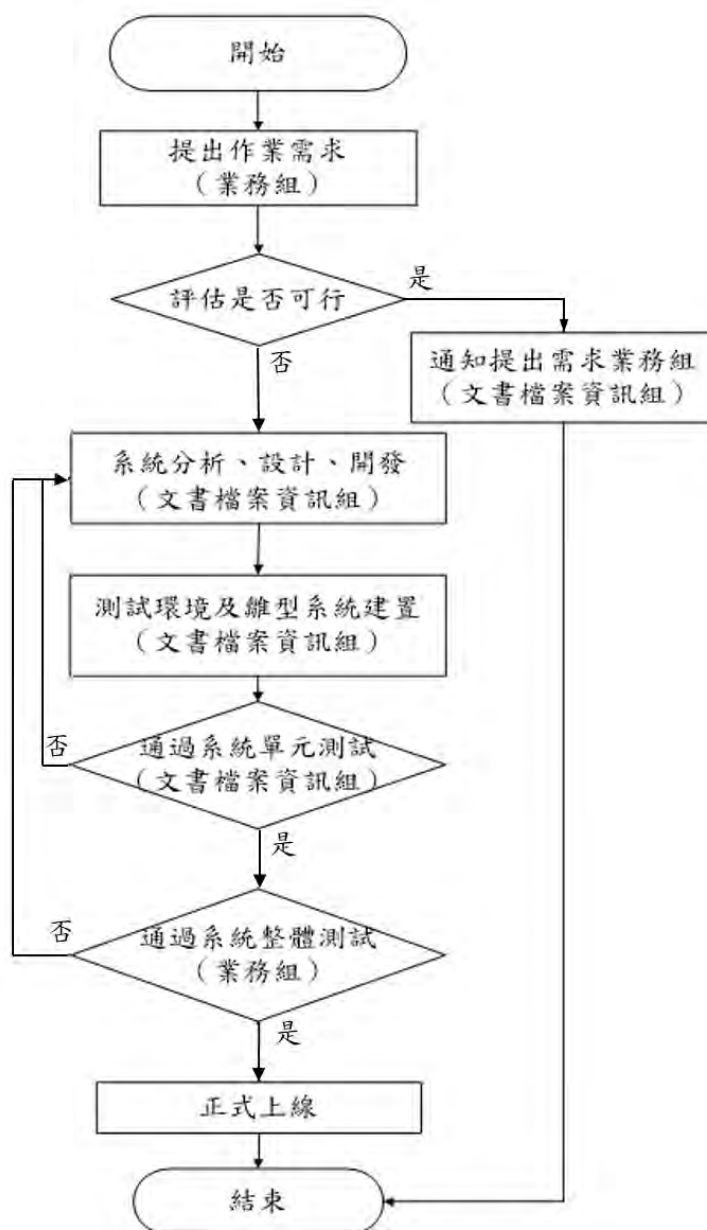 開始
提出作業需求
（業務組）
評估是否可行
是
否
通知提出需求業務組
（文書檔案資訊組）
系統分析、設計、開發
（文書檔案資訊組）
測試環境及雛型系統建置
（文書檔案資訊組）
否
通過系統單元測試
（文書檔案資訊組）
是
否
通過系統整體測試
（業務組）
是
正式上線
結束